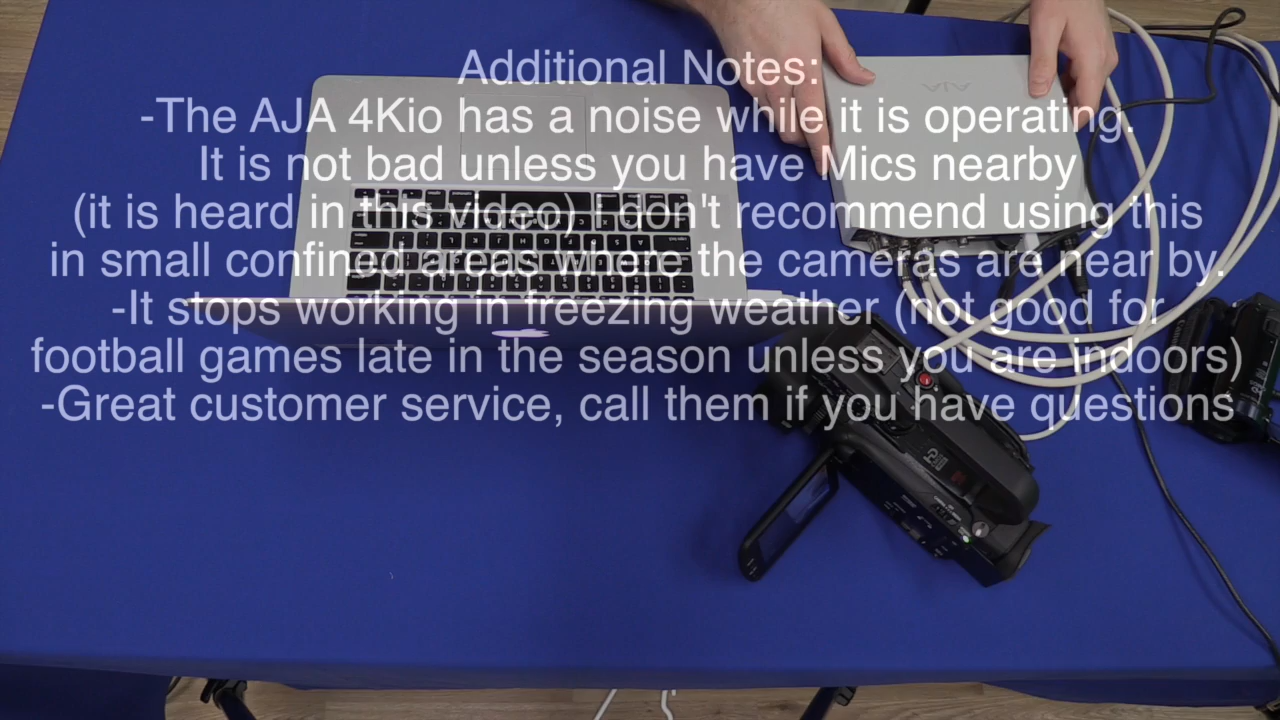 Additional Notes:
-The AJA 4Kio has a noise while it is operating.
It is not bad unless you have Mics nearby
(it is heard in this video) I don't recommend using this
in small confined areas where the cameras are near by.
-It stops working in freezing weather (not good for
football games late in the season unless you are indoors)
-Great customer service, call them if you have questions
AJA